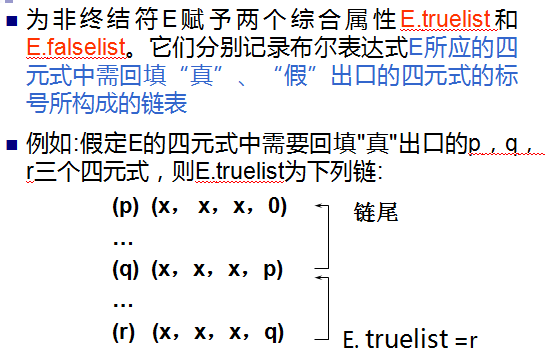 为非终结符E赋予两个综合属性E.truelist和
E.falselist。它们分别记录布尔表达式E所应的四
元式中需回填“真”、“假”出口的四元式的标
号所构成的链表
例如:假定E的四元式中需要回填"真"出口的p，q，
r三个四元式，则E.truelist为下列链:
(p) (x, x, x, 0)
链尾
…
(q) (x, x, x, p)
…
(r) (x, x, x, q)
E. truelist =r